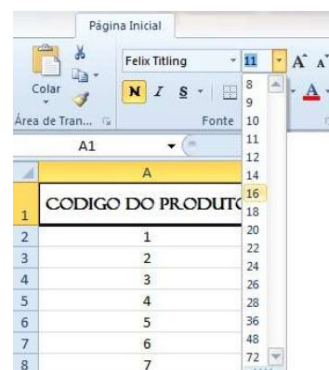 Página Inicial
Felix Titling
11
Colar
N I S
A A
A
Área de Tran...
Fonte
A1
8
9
10
11
12
14
16
18
20
22
24
26
28
36
48
72
A
1 CODIGO DO PRODUTO
2 1
3 2
4 3
5 4
6 5
7 6
8 7